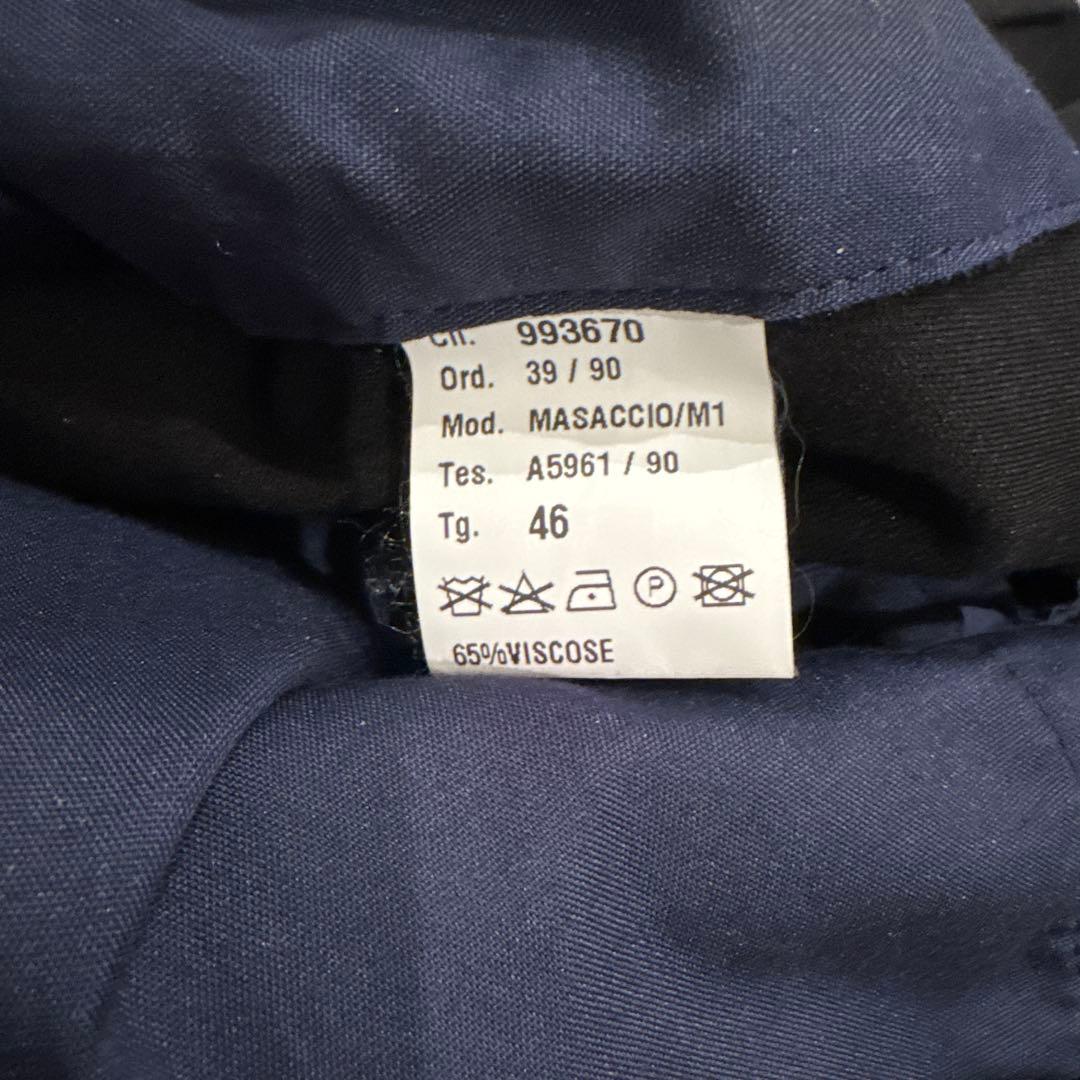 993670
Ord. 39 / 90
Mod. MASACCIO/M1
Tes. A5961 / 90
Tg. 46
P
65%VISCOSE